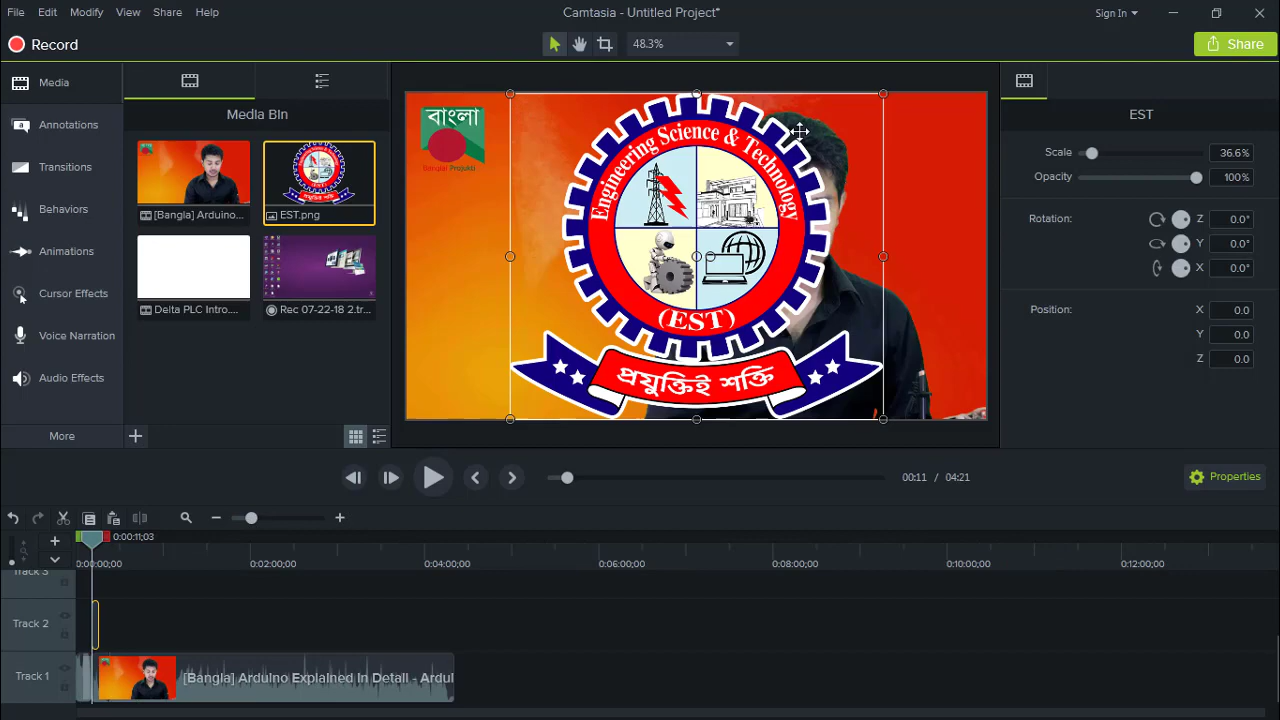 File Edit Modify View Share Help
Camtasia - Untitled Project*
Sign In
Record
48.3%
Share
Media
Annotations
Transitions
Behaviors
Animations
Cursor Effects
Voice Narration
Audio Effects
More
Media Bin
[Bangla] Arduino...
EST.png
Delta PLC Intro....
Rec 07-22-18 2.tr...
বাংলা
Banglar Projukti
Engineering Science & Technology
(EST)
প্রযুক্তিই শক্তি
EST
Scale 36.6%
Opacity 100%
Rotation: Z 0.0°
Y 0.0°
X 0.0°
Position: X 0.0
Y 0.0
Z 0.0
00:11 / 04:21
Properties
0:00:11;03
0:00:00;00 0:02:00;00 0:04:00;00 0:06:00;00 0:08:00;00 0:10:00;00 0:12:00;00
Track 3
Track 2
Track 1
[Bangla] Arduino Explained In Detail - Ardui